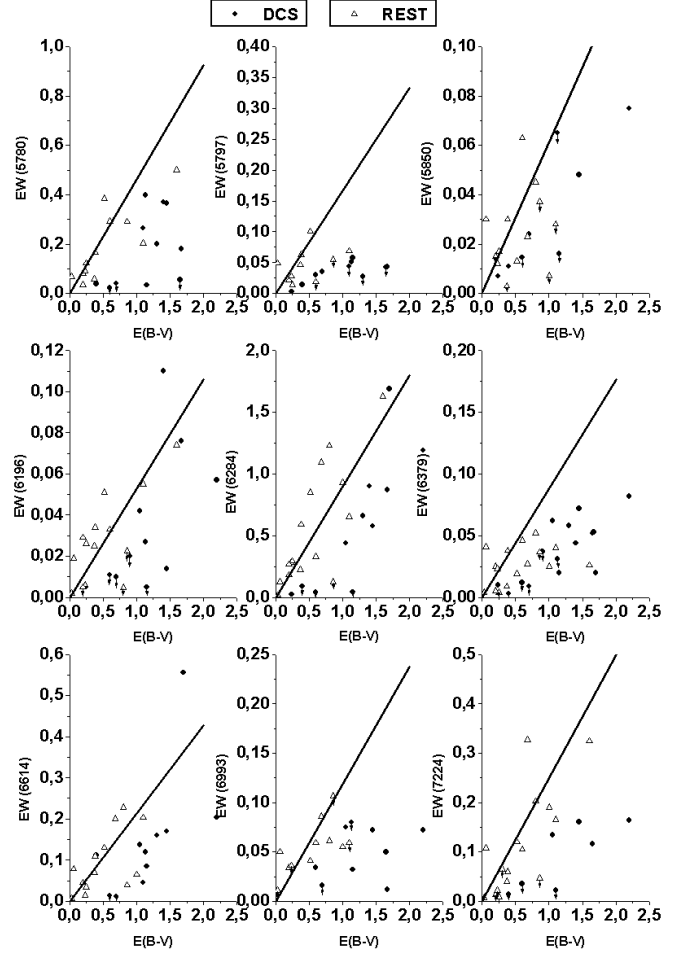 DCS REST
1,0 0,8 0,6 0,4 0,2 0,0
EW (5780)
0,0 0,5 1,0 1,5 2,0 2,5
E(B-V)
0,40 0,35 0,30 0,25 0,20 0,15 0,10 0,05 0,00
EW (5797)
0,0 0,5 1,0 1,5 2,0 2,5
E(B-V)
0,10 0,08 0,06 0,04 0,02 0,00
EW (5850)
0,0 0,5 1,0 1,5 2,0 2,5
E(B-V)
0,12 0,10 0,08 0,06 0,04 0,02 0,00
EW (6196)
0,0 0,5 1,0 1,5 2,0 2,5
E(B-V)
2,0 1,5 1,0 0,5 0,0
EW (6284)
0,0 0,5 1,0 1,5 2,0 2,5
E(B-V)
0,20 0,15 0,10 0,05 0,00
EW (6379)
0,0 0,5 1,0 1,5 2,0 2,5
E(B-V)
0,6 0,5 0,4 0,3 0,2 0,1 0,0
EW (6614)
0,0 0,5 1,0 1,5 2,0 2,5
E(B-V)
0,25 0,20 0,15 0,10 0,05 0,00
EW (6993)
0,0 0,5 1,0 1,5 2,0 2,5
E(B-V)
0,5 0,4 0,3 0,2 0,1 0,0
EW (7224)
0,0 0,5 1,0 1,5 2,0 2,5
E(B-V)